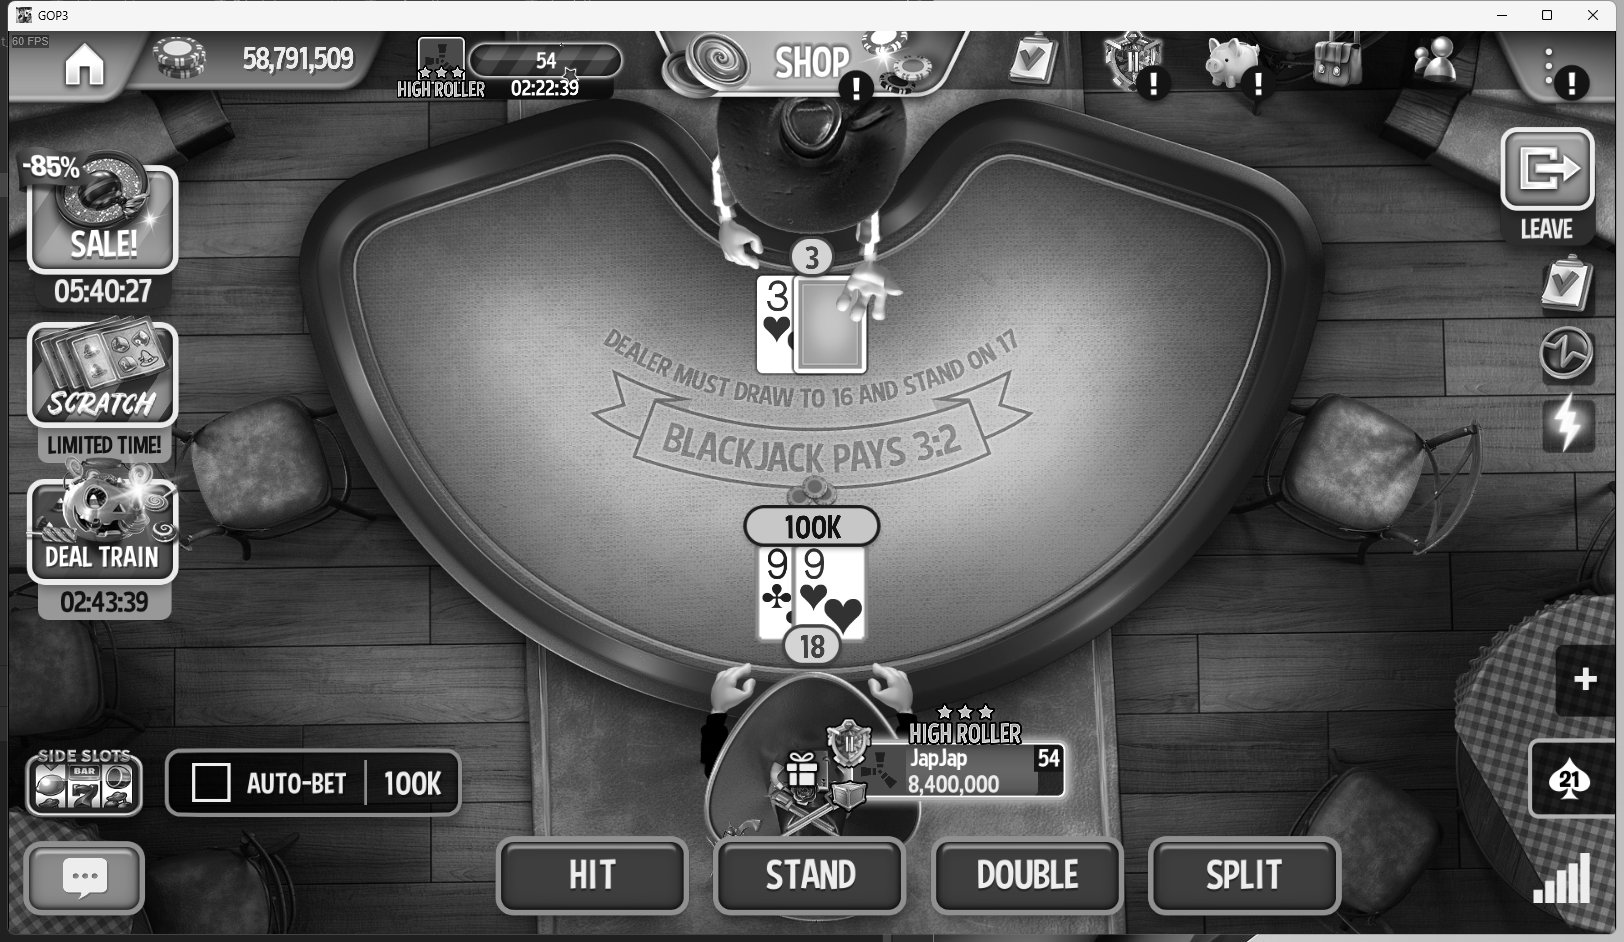 GOP3
60 FPS
58,791,509
HIGH ROLLER
54
02:22:39
SHOP
!
!
!
!
-85%
SALE!
05:40:27
LEAVE
3
3
DEALER MUST DRAW TO 16 AND STAND ON 17
BLACKJACK PAYS 3:2
SCRATCH
LIMITED TIME!
DEAL TRAIN
02:43:39
100K
9
9
18
HIGH ROLLER
JapJap
54
8,400,000
SIDE SLOTS
BAR
7
AUTO-BET
100K
+
21
HIT
STAND
DOUBLE
SPLIT